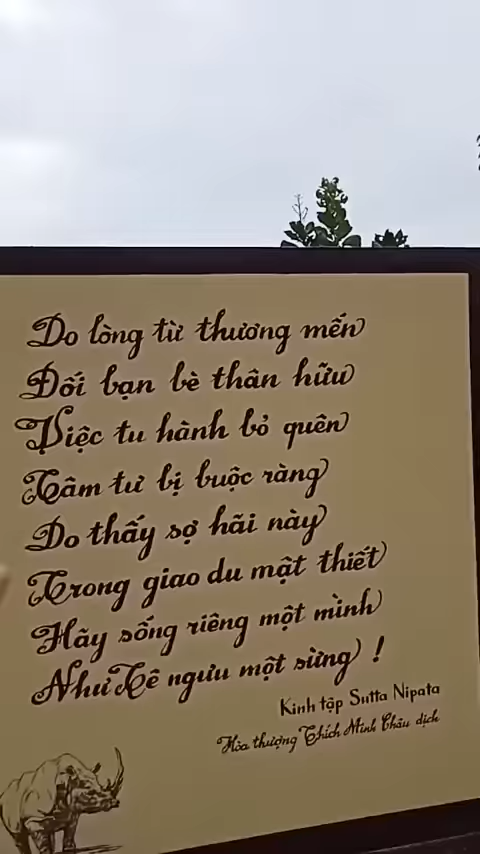 Do lòng từ thương mến
Đối bạn bè thân hữu
Việc tu hành bỏ quên
Tâm tư bị buộc ràng
Do thấy sợ hãi này
Trong giao du mật thiết
Hãy sống riêng một mình
Như Tê ngưu một sừng !
Kinh tập Sutta Nipata
Hòa thượng Thích Minh Châu dịch